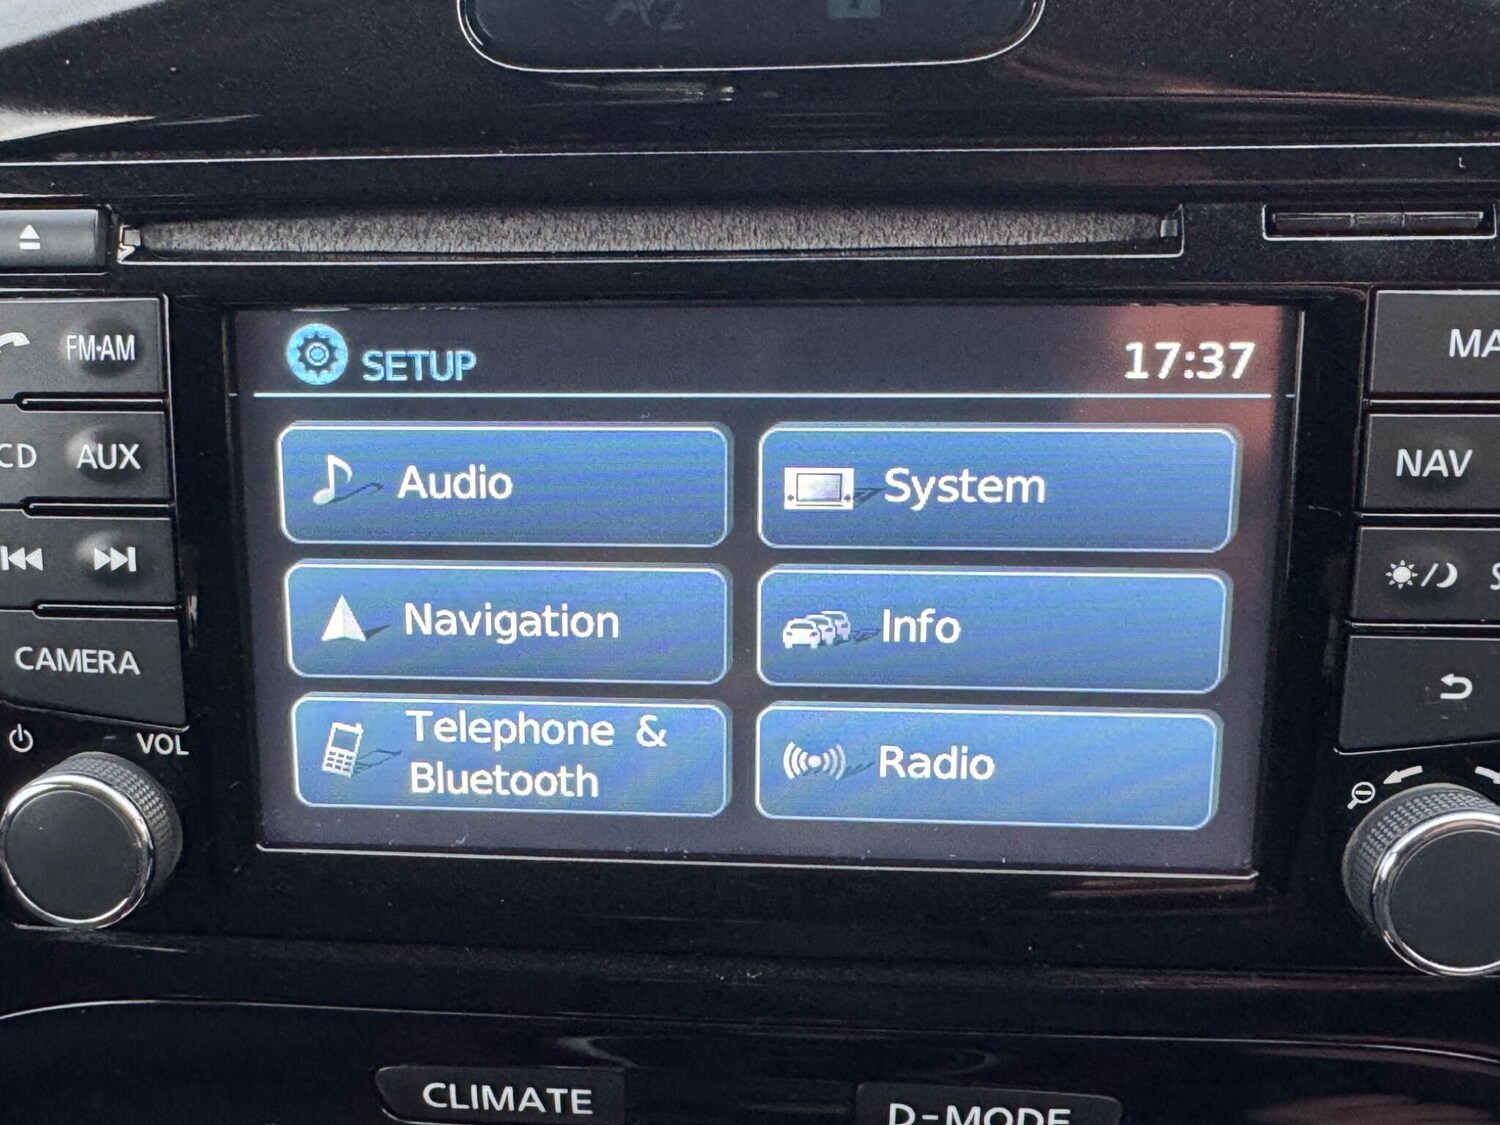 FM·AM
CD AUX
CAMERA
VOL
SETUP 17:37
Audio
System
Navigation
Info
Telephone &
Bluetooth
Radio
NAV
CLIMATE
D-MODE